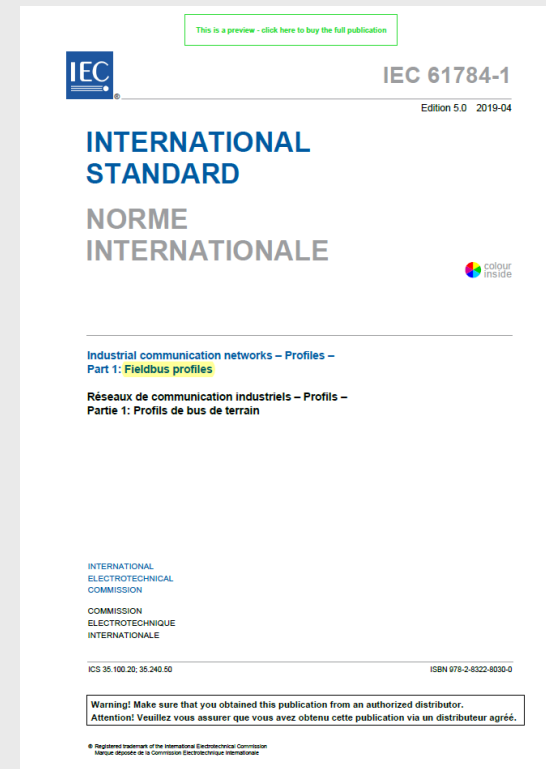 This is a preview - click here to buy the full publication
IEC
®
IEC 61784-1
Edition 5.0 2019-04
INTERNATIONAL
STANDARD
NORME
INTERNATIONALE
colour
inside
Industrial communication networks – Profiles –
Part 1: Fieldbus profiles
Réseaux de communication industriels – Profils –
Partie 1: Profils de bus de terrain
INTERNATIONAL
ELECTROTECHNICAL
COMMISSION
COMMISSION
ELECTROTECHNIQUE
INTERNATIONALE
ICS 35.100.20; 35.240.50
ISBN 978-2-8322-8030-0
Warning! Make sure that you obtained this publication from an authorized distributor.
Attention! Veuillez vous assurer que vous avez obtenu cette publication via un distributeur agréé.
® Registered trademark of the International Electrotechnical Commission
Marque déposée de la Commission Electrotechnique Internationale